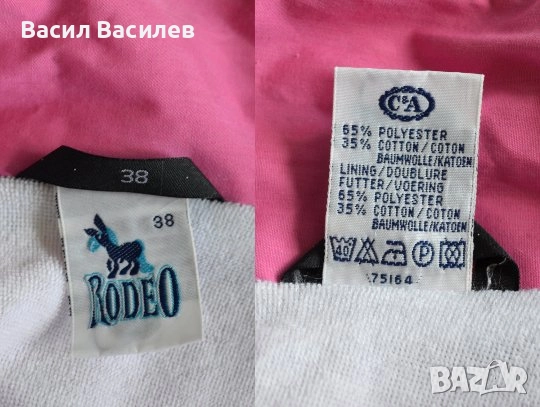 Васил Василев
38
38
RODEO
C&A
65% POLYESTER
35% COTTON/COTON
BAUMWOLLE/KATOEN
LINING/DOUBLURE
FUTTER/VOERING
65% POLYESTER
35% COTTON/COTON
BAUMWOLLE/KATOEN
40 P
75164
BAZAR